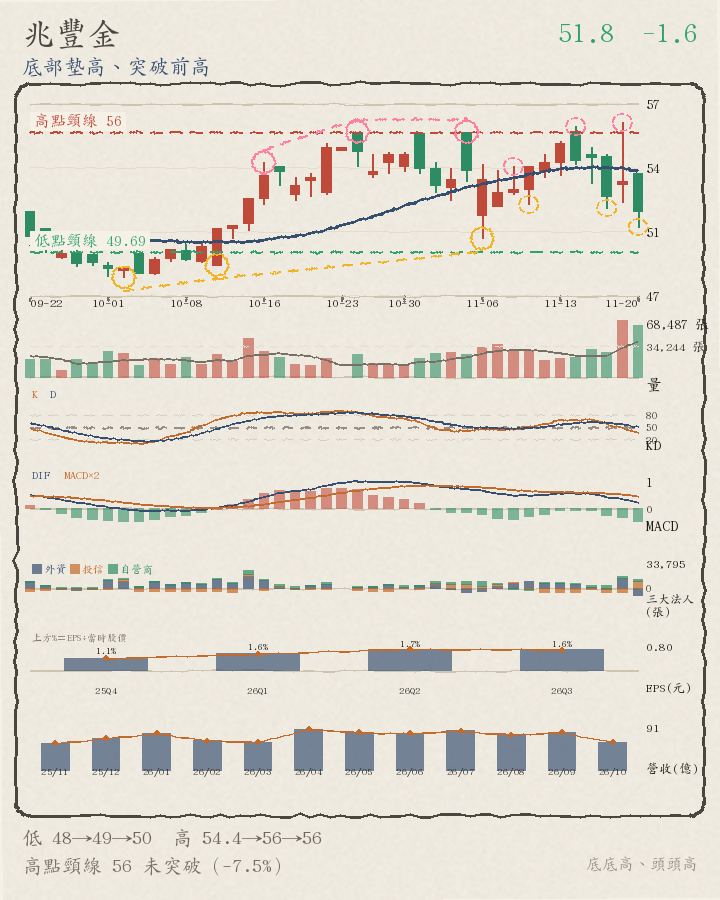 兆豐金
51.8 -1.6
底部墊高、突破前高
57
高點頸線 56
54
51
低點頸線 49.69
47
09-22 10-01 10-08 10-16 10-23 10-30 11-06 11-13 11-20
68,487 張
34,244 張
量
K D
80
50
20
KD
DIF MACD×2
1
0
MACD
33,795
外資 投信 自營商
0
三大法人
(張)
上方%=EPS÷當時股價
1.1% 1.6% 1.7% 1.6%
0.80
25Q4 26Q1 26Q2 26Q3
EPS(元)
91
25/11 25/12 26/01 26/02 26/03 26/04 26/05 26/06 26/07 26/08 26/09 26/10
營收(億)
低 48→49→50 高 54.4→56→56
高點頸線 56 未突破 (-7.5%)
底底高、頭頭高